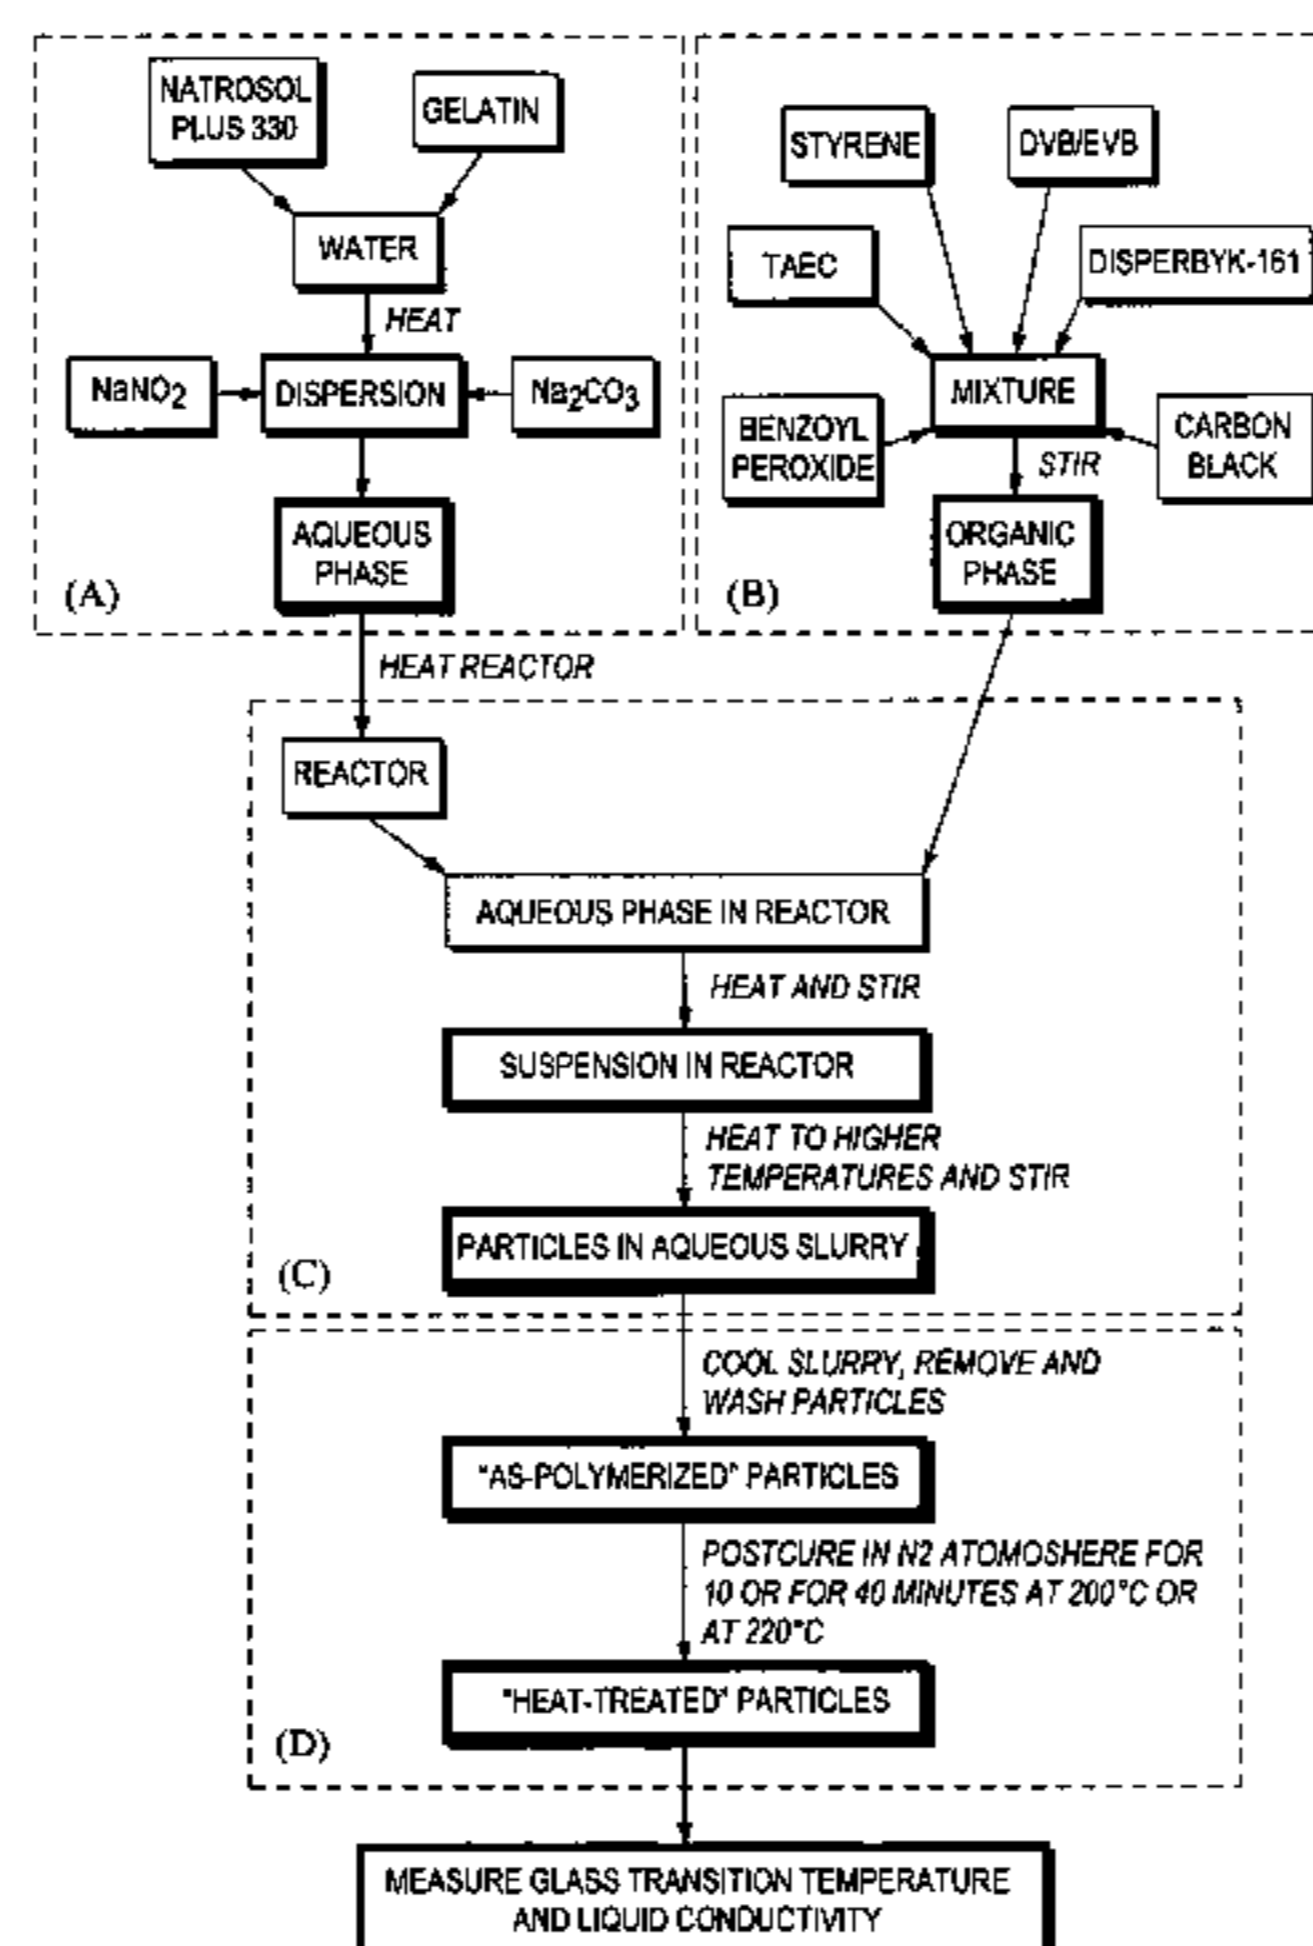 NATROSOL
PLUS 330
GELATIN
WATER
HEAT
NaNO2
DISPERSION
Na2CO3
AQUEOUS
PHASE
(A)
STYRENE
DVB/EVB
TAEC
DISPERBYK-161
MIXTURE
BENZOYL
PEROXIDE
CARBON
BLACK
STIR
ORGANIC
PHASE
(B)
HEAT REACTOR
REACTOR
AQUEOUS PHASE IN REACTOR
HEAT AND STIR
SUSPENSION IN REACTOR
HEAT TO HIGHER
TEMPERATURES AND STIR
PARTICLES IN AQUEOUS SLURRY
(C)
COOL SLURRY, REMOVE AND
WASH PARTICLES
"AS-POLYMERIZED" PARTICLES
POSTCURE IN N2 ATOMOSHERE FOR
10 OR FOR 40 MINUTES AT 200°C OR
AT 220°C
"HEAT-TREATED" PARTICLES
(D)
MEASURE GLASS TRANSITION TEMPERATURE
AND LIQUID CONDUCTIVITY